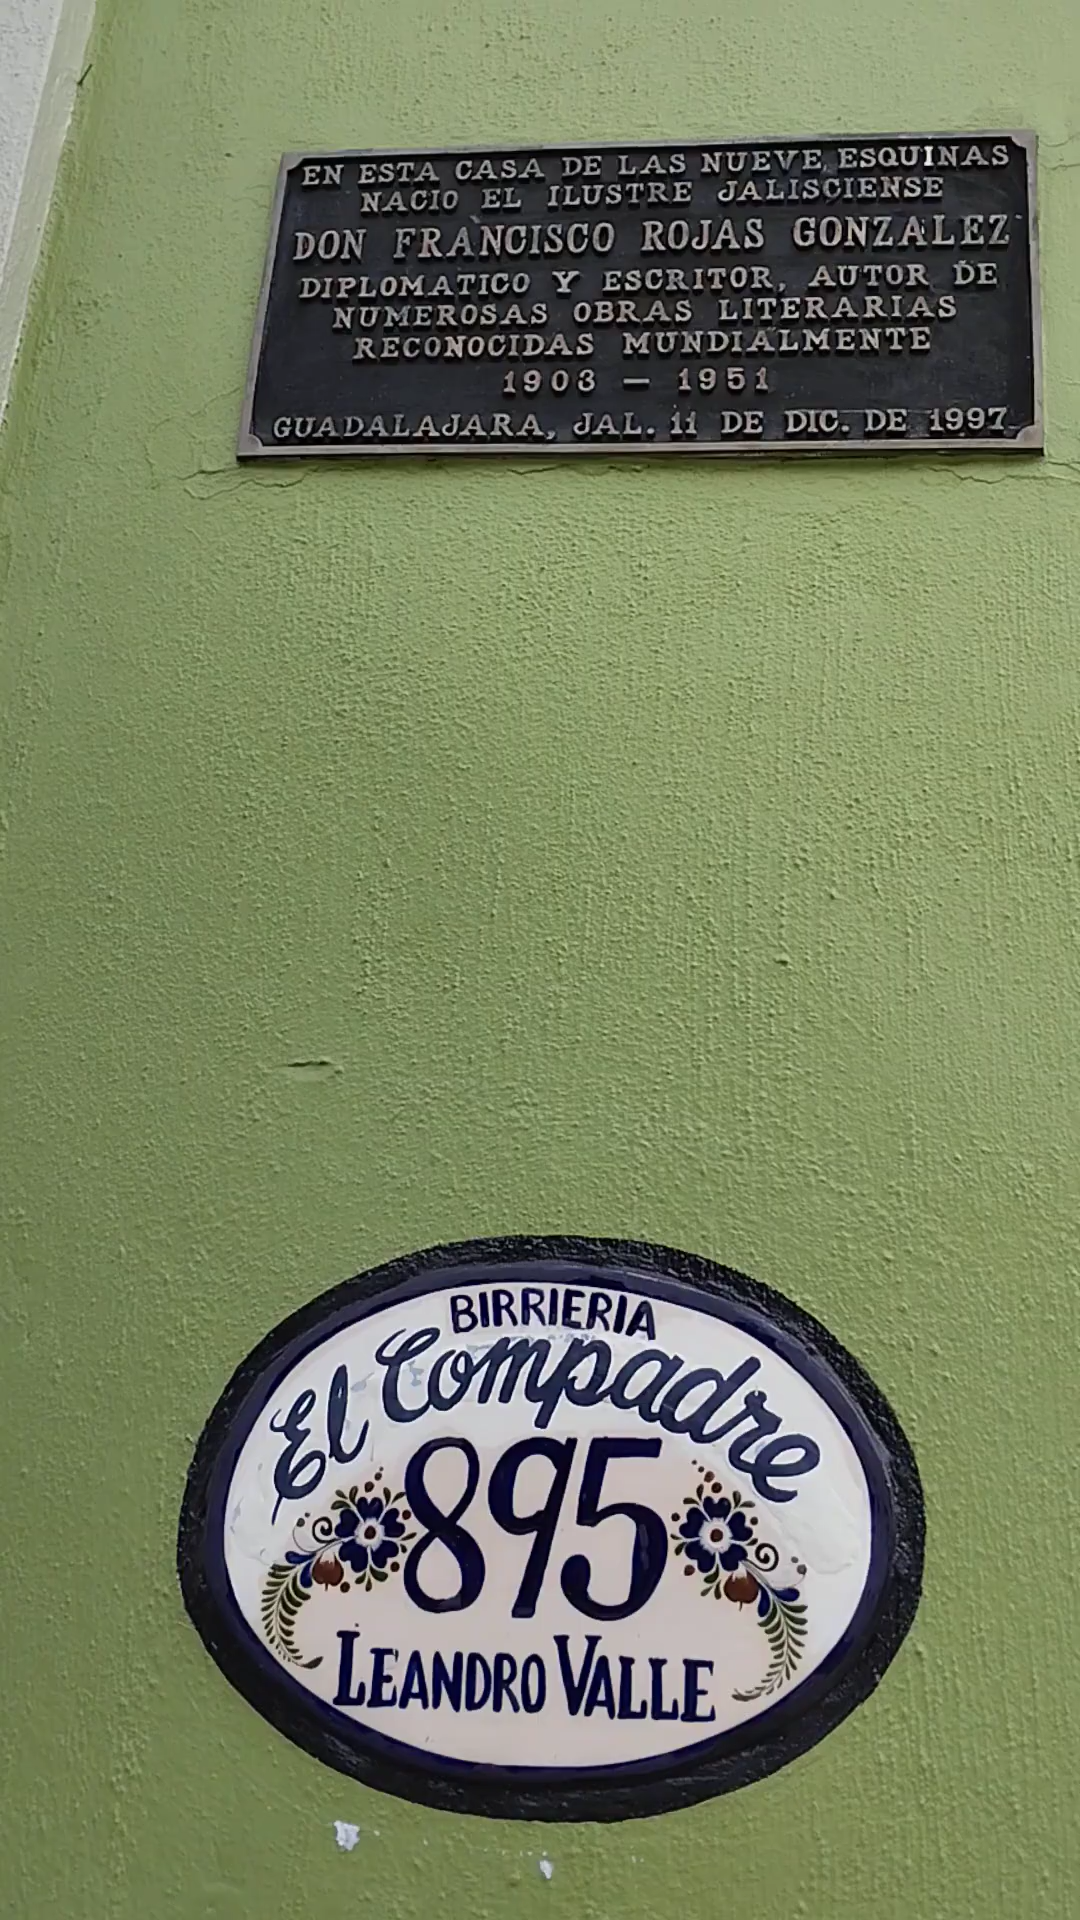 EN ESTA CASA DE LAS NUEVE ESQUINAS
NACIO EL ILUSTRE JALISCIENSE
DON FRANCISCO ROJAS GONZALEZ
DIPLOMATICO Y ESCRITOR, AUTOR DE
NUMEROSAS OBRAS LITERARIAS
RECONOCIDAS MUNDIALMENTE
1903 — 1951
GUADALAJARA, JAL. 11 DE DIC. DE 1997
BIRRIERIA
El Compadre
895
LEANDRO VALLE